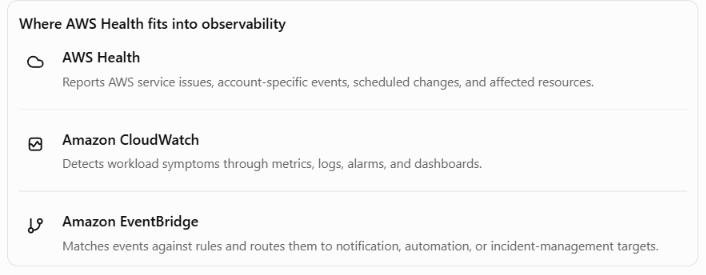 Where AWS Health fits into observability
AWS Health
Reports AWS service issues, account-specific events, scheduled changes, and affected resources.
Amazon CloudWatch
Detects workload symptoms through metrics, logs, alarms, and dashboards.
Amazon EventBridge
Matches events against rules and routes them to notification, automation, or incident-management targets.